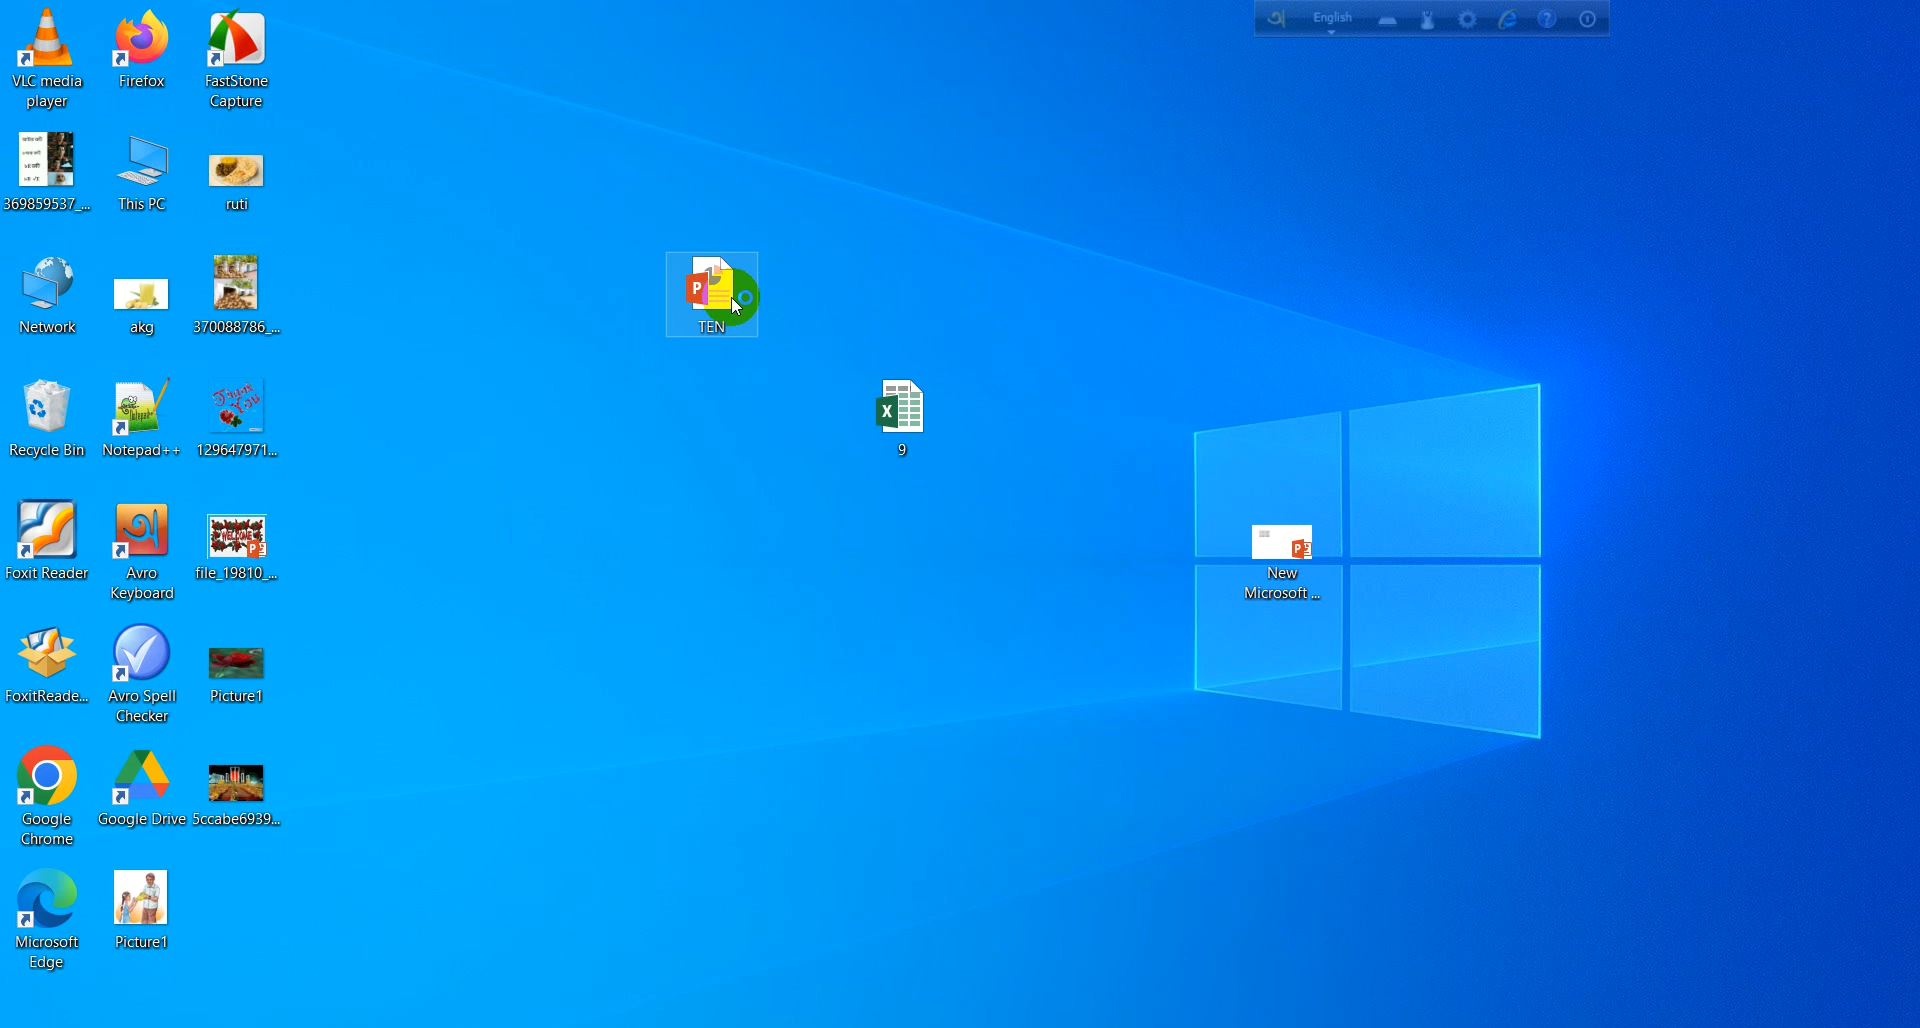 English
VLC media
player
Firefox
FastStone
Capture
369859537_...
This PC
ruti
Network
akg
370088786_...
TEN
Recycle Bin
Notepad++
129647971...
9
Foxit Reader
Avro
Keyboard
file_19810_...
New
Microsoft ...
FoxitReade...
Avro Spell
Checker
Picture1
Google
Chrome
Google Drive
5ccabe6939...
Microsoft
Edge
Picture1